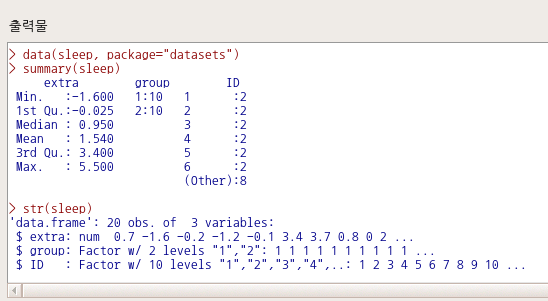 출력물
> data(sleep, package="datasets")
> summary(sleep)
     extra        group        ID
 Min.   :-1.600   1:10   1      :2
 1st Qu.:-0.025   2:10   2      :2
 Median : 0.950          3      :2
 Mean   : 1.540          4      :2
 3rd Qu.: 3.400          5      :2
 Max.   : 5.500          6      :2
                         (Other):8
> str(sleep)
'data.frame': 20 obs. of  3 variables:
 $ extra: num  0.7 -1.6 -0.2 -1.2 -0.1 3.4 3.7 0.8 0 2 ...
 $ group: Factor w/ 2 levels "1","2": 1 1 1 1 1 1 1 1 1 1 ...
 $ ID   : Factor w/ 10 levels "1","2","3","4",..: 1 2 3 4 5 6 7 8 9 10 ...